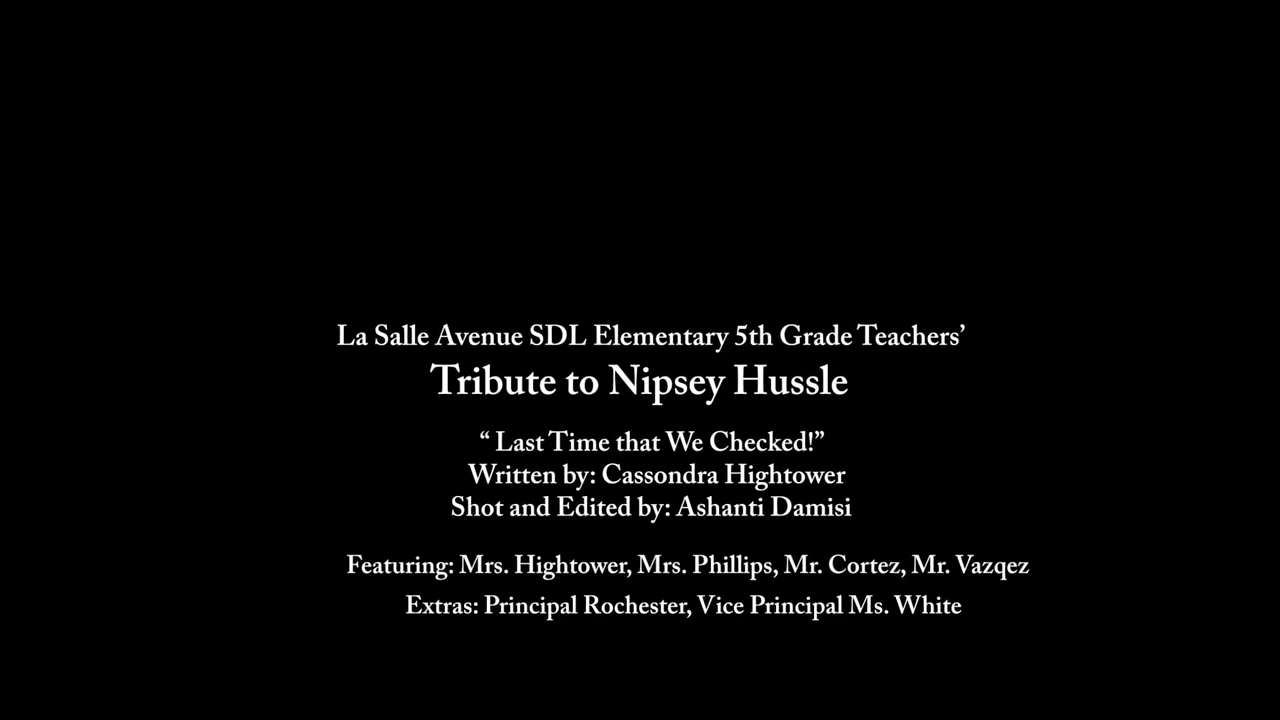 La Salle Avenue SDL Elementary 5th Grade Teachers’
Tribute to Nipsey Hussle
“ Last Time that We Checked!”
Written by: Cassondra Hightower
Shot and Edited by: Ashanti Damisi
Featuring: Mrs. Hightower, Mrs. Phillips, Mr. Cortez, Mr. Vazqez
Extras: Principal Rochester, Vice Principal Ms. White